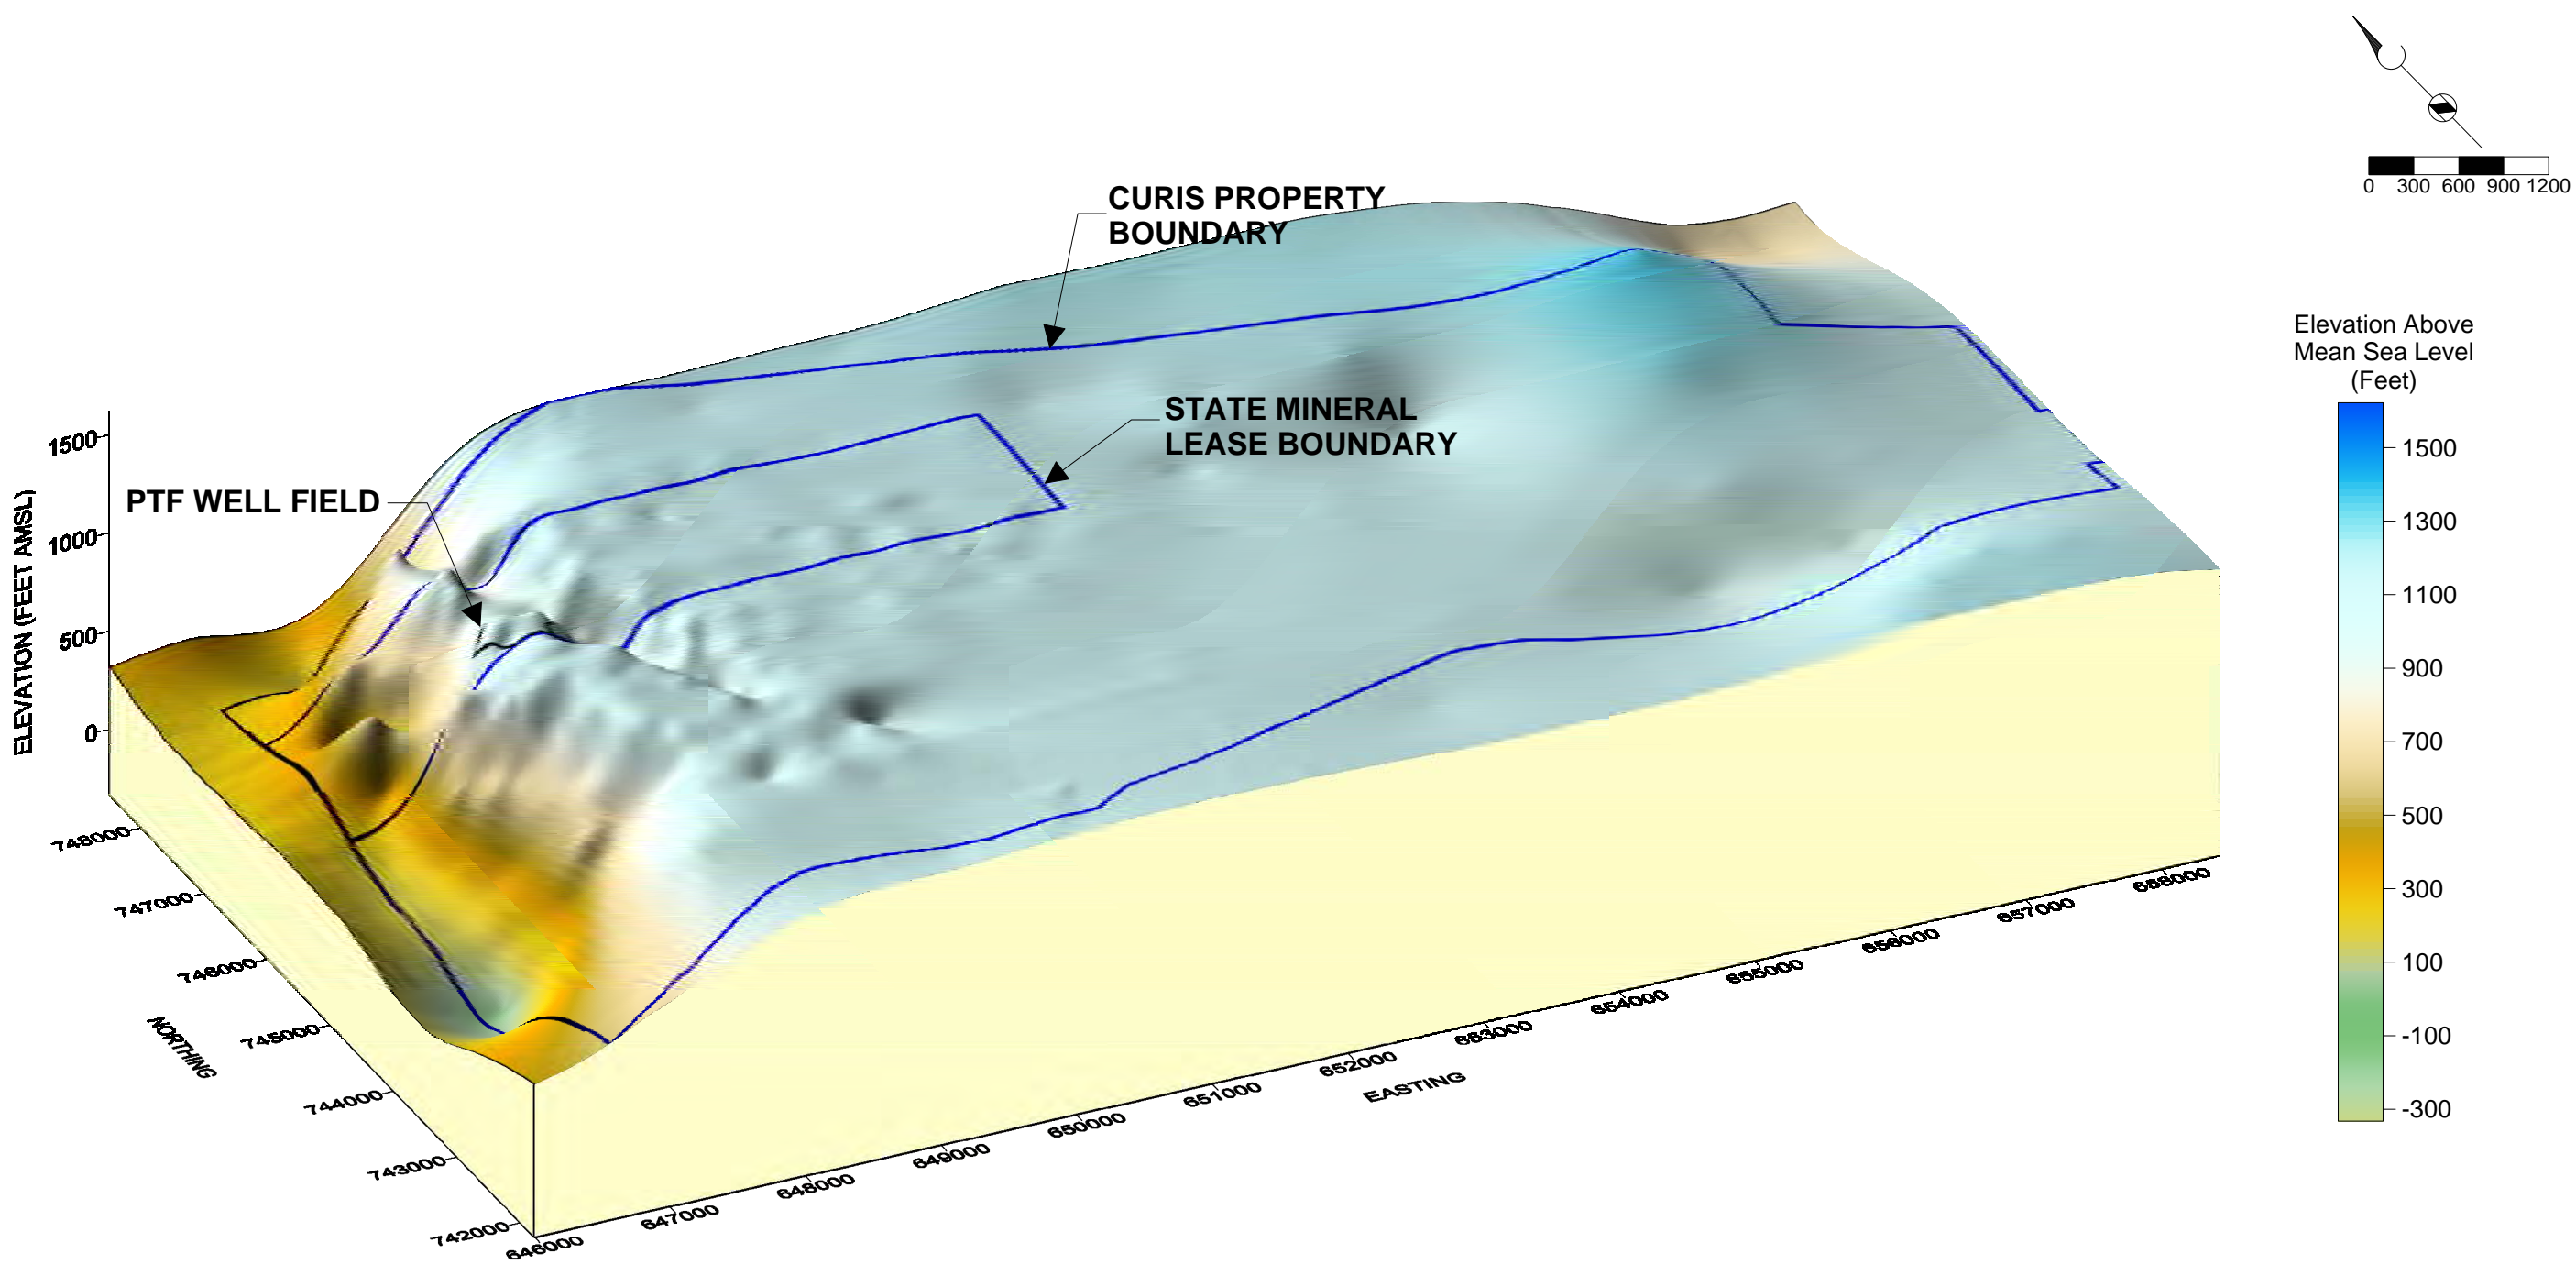 0 300 600 900 1200
CURIS PROPERTY
BOUNDARY
Elevation Above
Mean Sea Level
(Feet)
1500
1300
1100
900
700
500
300
100
-100
-300
STATE MINERAL
LEASE BOUNDARY
PTF WELL FIELD
ELEVATION (FEET AMSL)
1500
1000
500
0
748000
747000
746000
745000
744000
743000
742000
NORTHING
646000
647000
648000
649000
650000
651000
652000
653000
654000
655000
656000
657000
658000
EASTING